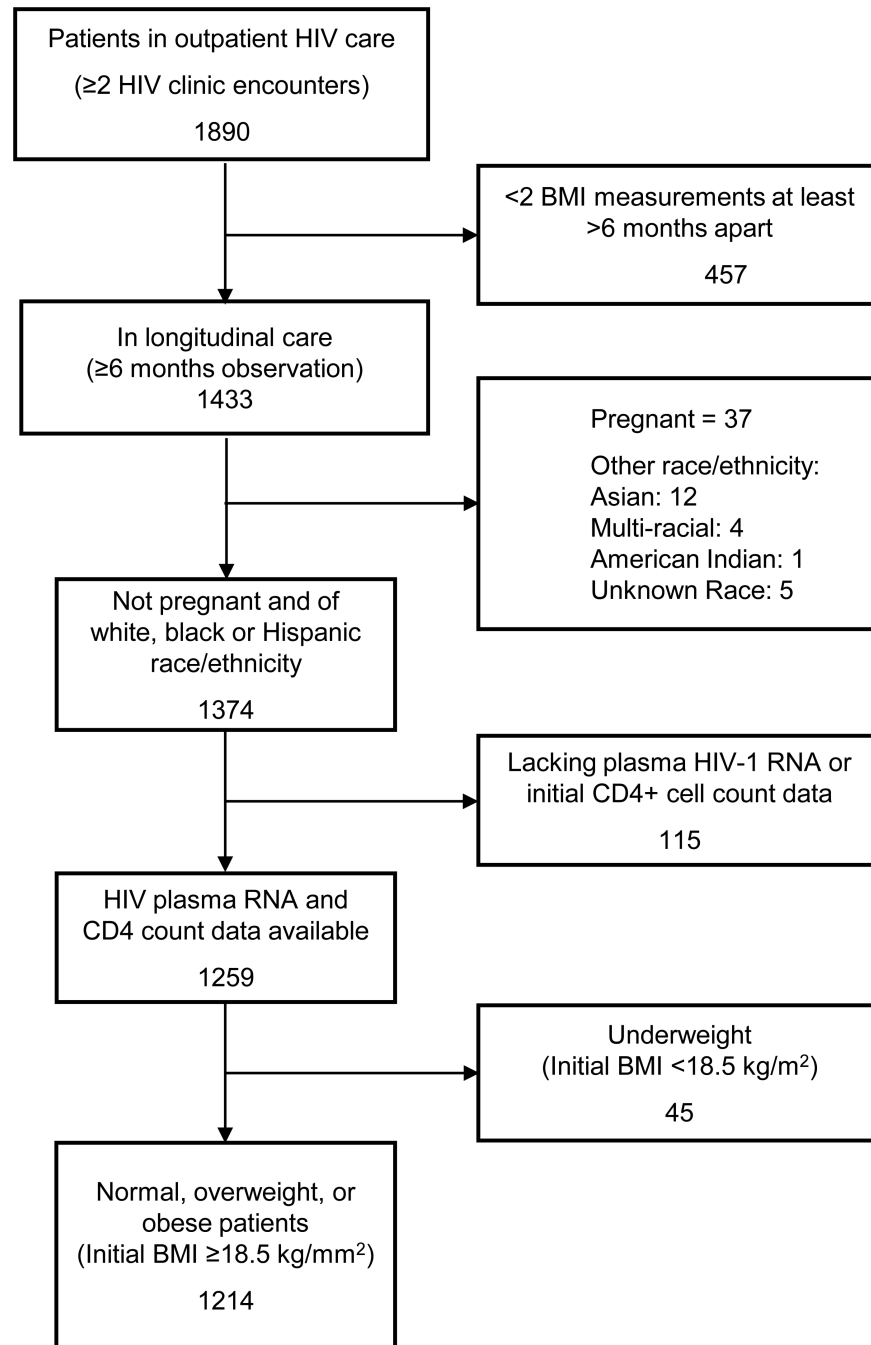 Patients in outpatient HIV care
(≥2 HIV clinic encounters)
1890
<2 BMI measurements at least
>6 months apart
457
In longitudinal care
(≥6 months observation)
1433
Pregnant = 37
Other race/ethnicity:
Asian: 12
Multi-racial: 4
American Indian: 1
Unknown Race: 5
Not pregnant and of
white, black or Hispanic
race/ethnicity
1374
Lacking plasma HIV-1 RNA or
initial CD4+ cell count data
115
HIV plasma RNA and
CD4 count data available
1259
Underweight
(Initial BMI <18.5 kg/m²)
45
Normal, overweight, or
obese patients
(Initial BMI ≥18.5 kg/mm²)
1214